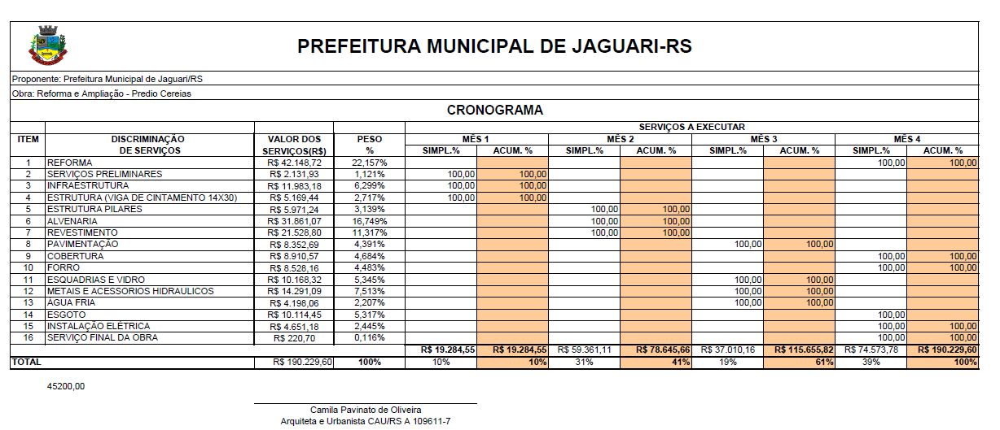 PREFEITURA MUNICIPAL DE JAGUARI-RS
Proponente: Prefeitura Municipal de Jaguari/RS
Obra: Reforma e Ampliação - Predio Cereias
CRONOGRAMA
SERVIÇOS A EXECUTAR
ITEM DISCRIMINAÇÃO VALOR DOS PESO MÊS 1 MÊS 2 MÊS 3 MÊS 4
DE SERVIÇOS SERVIÇOS(R$) % SIMPL.% ACUM. % SIMPL.% ACUM. % SIMPL.% ACUM. % SIMPL.% ACUM. %
1 REFORMA R$ 42.148,72 22,157% 100,00 100,00
2 SERVIÇOS PRELIMINARES R$ 2.131,93 1,121% 100,00 100,00
3 INFRAESTRUTURA R$ 11.983,18 6,299% 100,00 100,00
4 ESTRUTURA (VIGA DE CINTAMENTO 14X30) R$ 5.169,44 2,717% 100,00 100,00
5 ESTRUTURA PILARES R$ 5.971,24 3,139% 100,00 100,00
6 ALVENARIA R$ 31.861,07 16,749% 100,00 100,00
7 REVESTIMENTO R$ 21.528,80 11,317% 100,00 100,00
8 PAVIMENTAÇÃO R$ 8.352,69 4,391% 100,00 100,00
9 COBERTURA R$ 8.910,57 4,684% 100,00 100,00
10 FORRO R$ 8.528,16 4,483% 100,00 100,00
11 ESQUADRIAS E VIDRO R$ 10.168,32 5,345% 100,00 100,00
12 METAIS E ACESSORIOS HIDRAULICOS R$ 14.291,09 7,513% 100,00 100,00
13 ÁGUA FRIA R$ 4.198,06 2,207% 100,00 100,00
14 ESGOTO R$ 10.114,45 5,317% 100,00
15 INSTALAÇÃO ELÉTRICA R$ 4.651,18 2,445% 100,00 100,00
16 SERVIÇO FINAL DA OBRA R$ 220,70 0,116% 100,00 100,00
R$ 19.284,55 R$ 19.284,55 R$ 59.361,11 R$ 78.645,66 R$ 37.010,16 R$ 115.655,82 R$ 74.573,78 R$ 190.229,60
TOTAL R$ 190.229,60 100% 10% 10% 31% 41% 19% 61% 39% 100%
45200,00
Camila Pavinato de Oliveira
Arquiteta e Urbanista CAU/RS A 109611-7